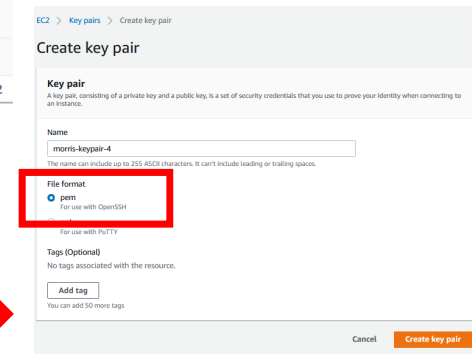 EC2 > Key pairs > Create key pair
Create key pair
Key pair
A key pair, consisting of a private key and a public key, is a set of security credentials that you use to prove your identity when connecting to
an instance.
Name
morris-keypair-4
The name can include up to 255 ASCII characters. It can't include leading or trailing spaces.
File format
pem
For use with OpenSSH
For use with PuTTY
Tags (Optional)
No tags associated with the resource.
Add tag
You can add 50 more tags
Cancel Create key pair